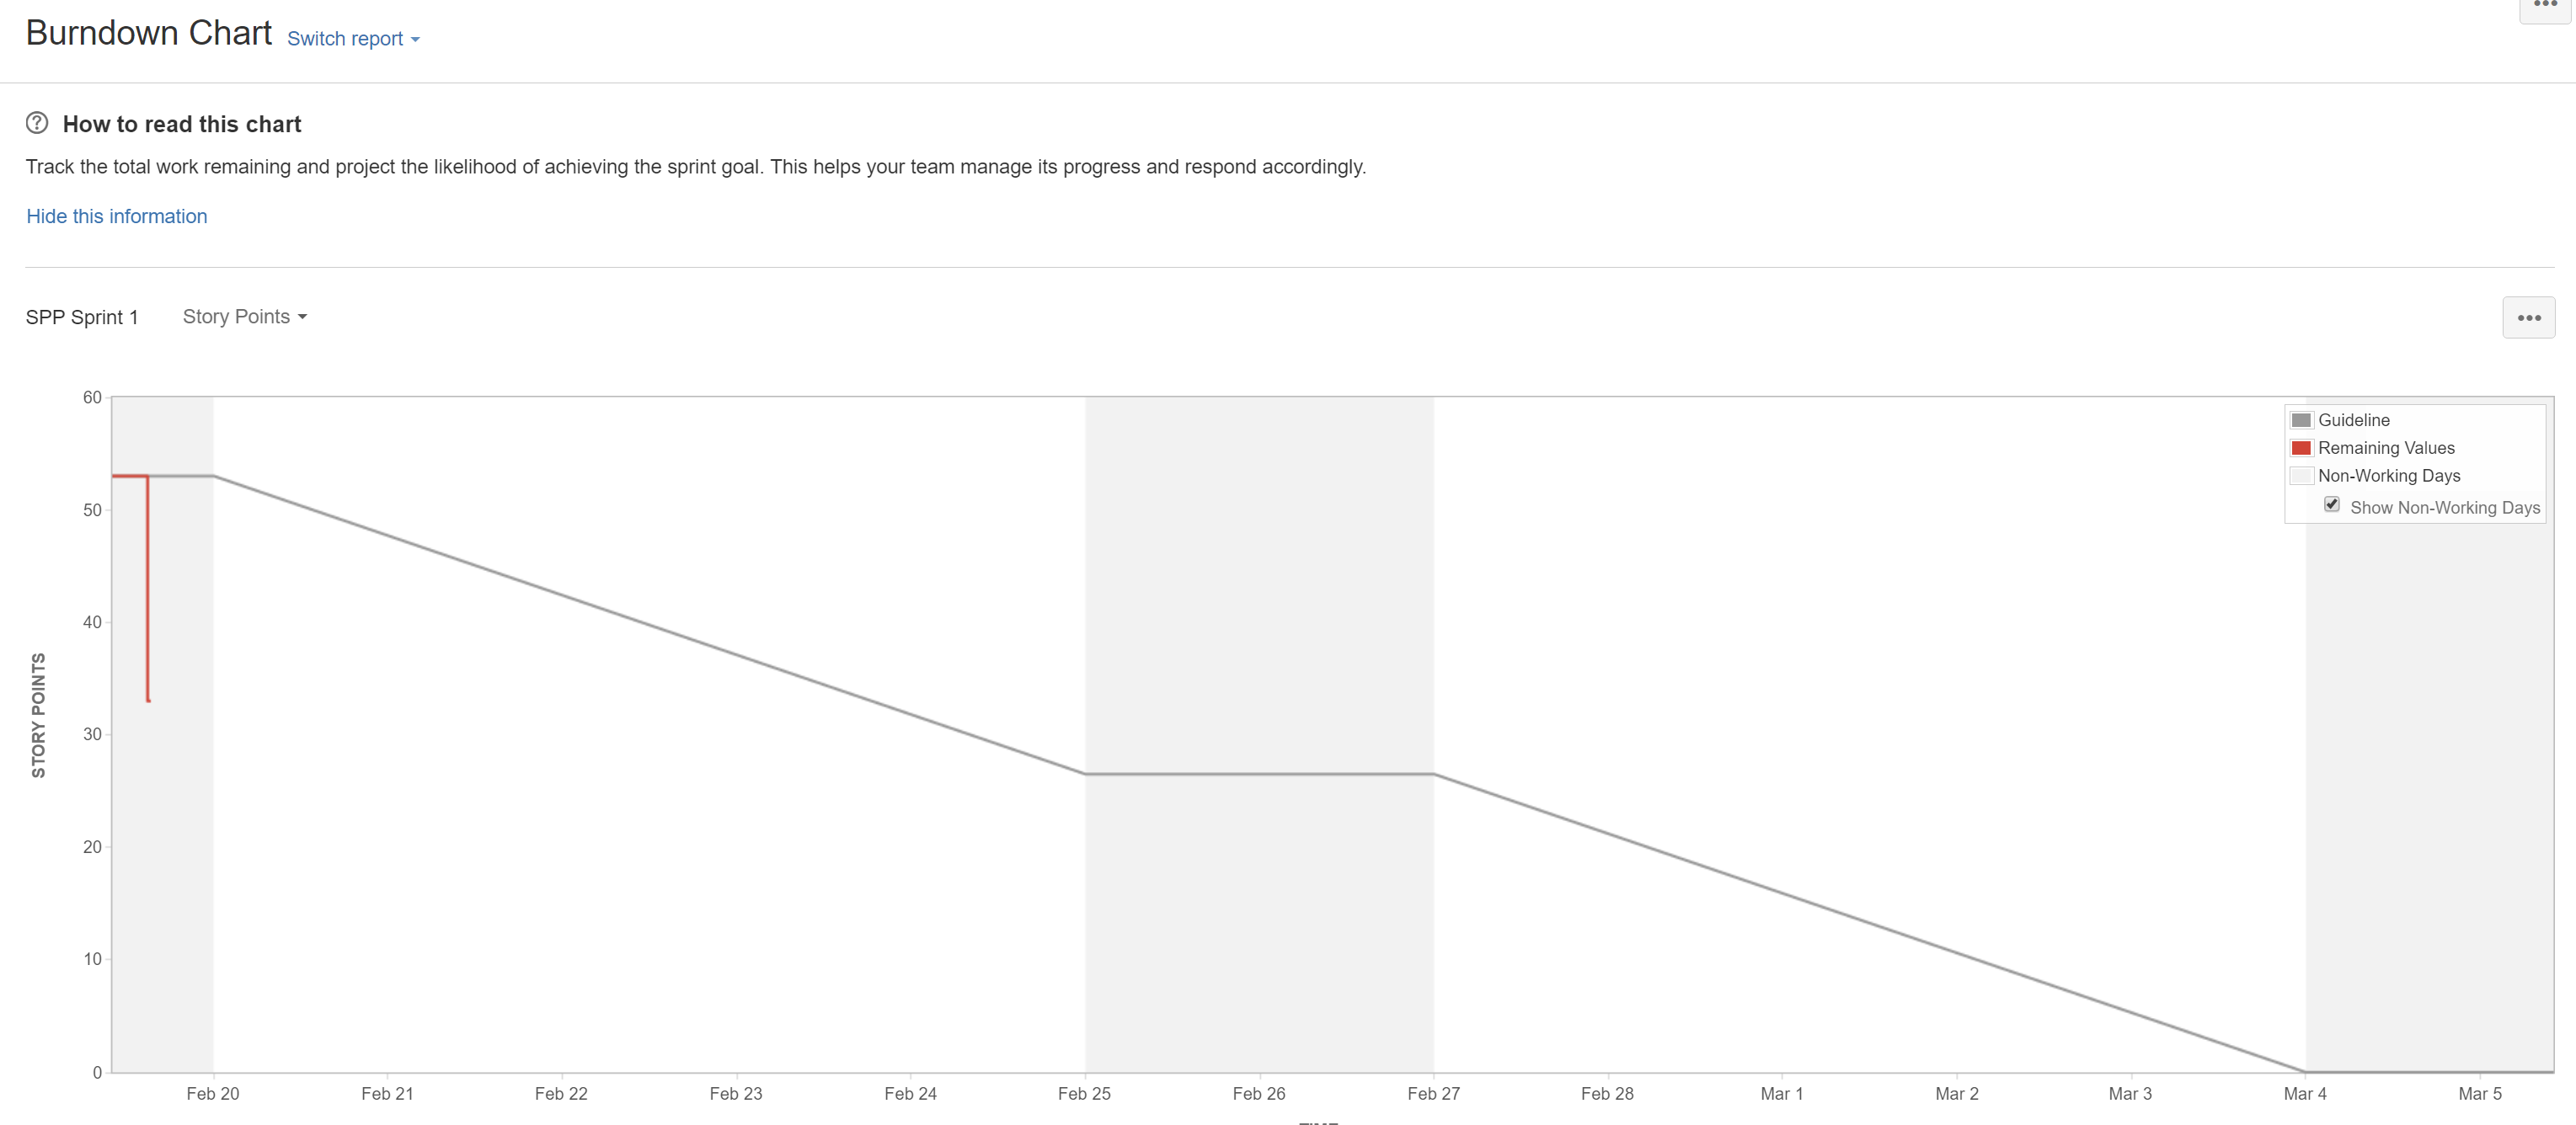 Burndown Chart Switch report
How to read this chart
Track the total work remaining and project the likelihood of achieving the sprint goal. This helps your team manage its progress and respond accordingly.
Hide this information
SPP Sprint 1 Story Points
60
50
40
30
20
10
0
STORY POINTS
Guideline
Remaining Values
Non-Working Days
Show Non-Working Days
Feb 20 Feb 21 Feb 22 Feb 23 Feb 24 Feb 25 Feb 26 Feb 27 Feb 28 Mar 1 Mar 2 Mar 3 Mar 4 Mar 5